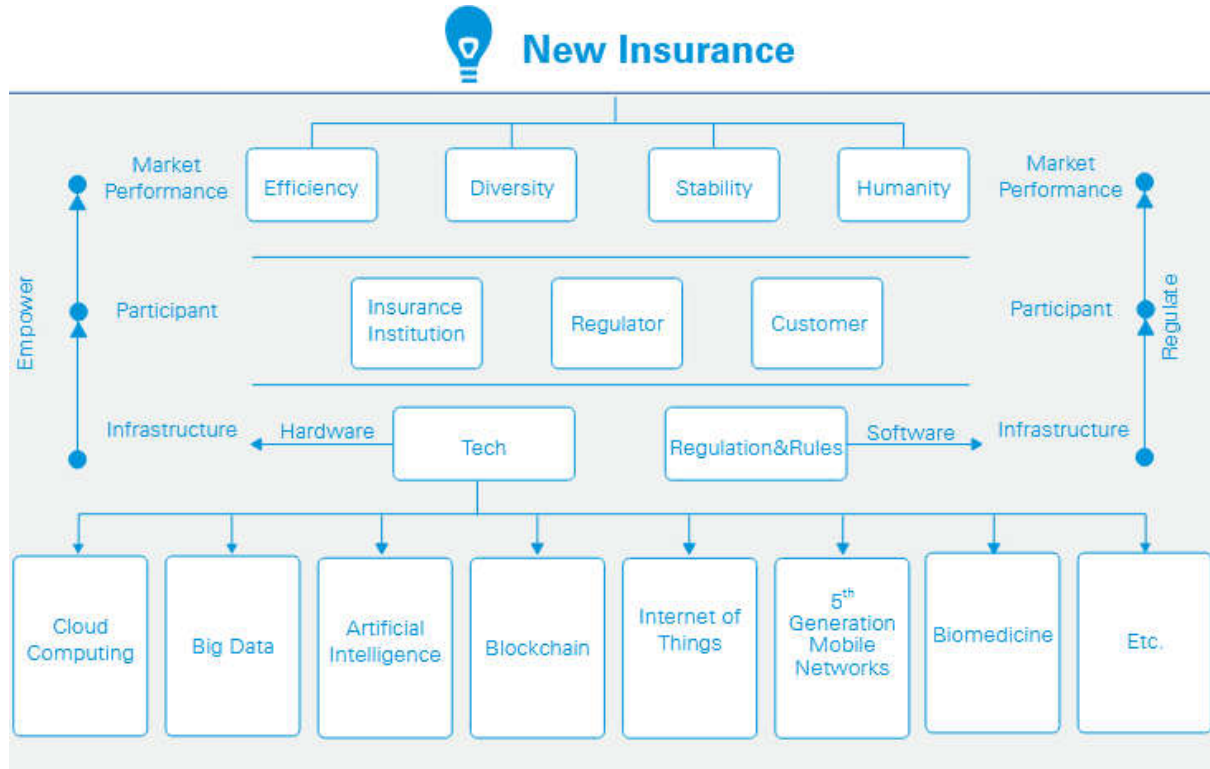 New Insurance
Market
Performance
Efficiency
Diversity
Stability
Humanity
Market
Performance
Empower
Participant
Insurance
Institution
Regulator
Customer
Participant
Regulate
Infrastructure
Hardware
Tech
Regulation&Rules
Software
Infrastructure
Cloud
Computing
Big Data
Artificial
Intelligence
Blockchain
Internet of
Things
5th
Generation
Mobile
Networks
Biomedicine
Etc.